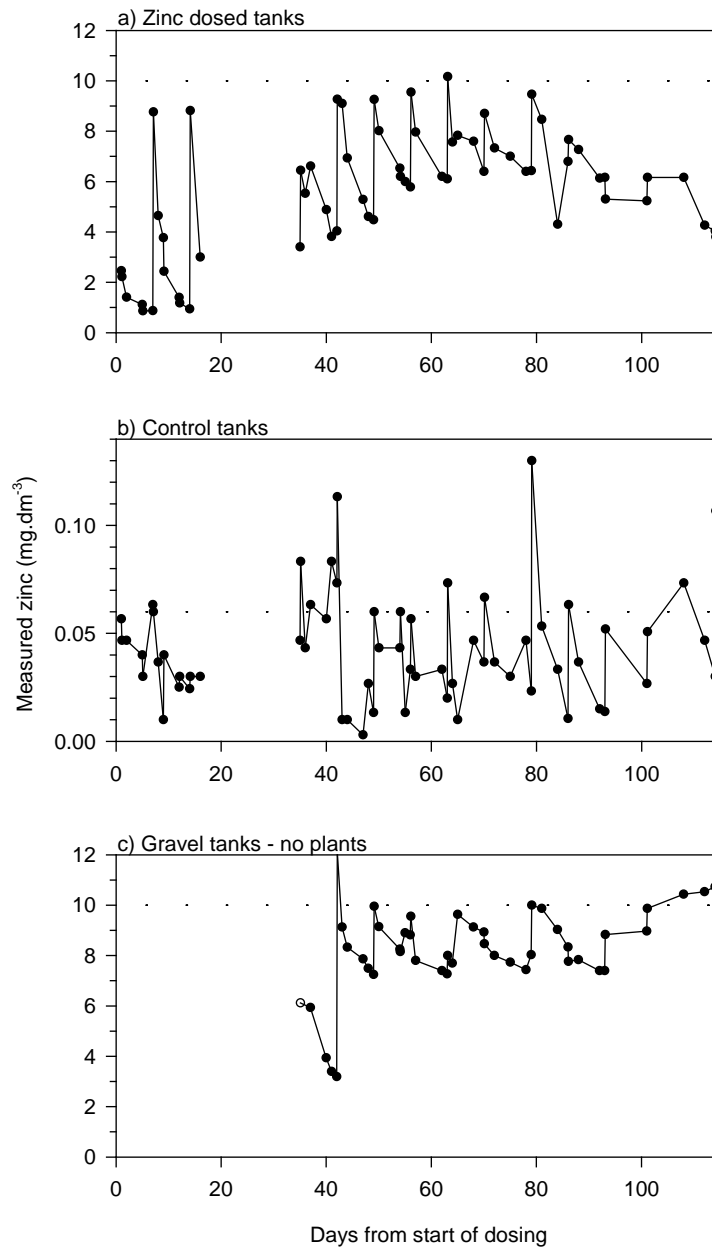 a) Zinc dosed tanks
12
10
8
6
4
2
0
0 20 40 60 80 100
b) Control tanks
Measured zinc (mg.dm-3)
0.10
0.05
0.00
0 20 40 60 80 100
c) Gravel tanks - no plants
12
10
8
6
4
2
0
0 20 40 60 80 100
Days from start of dosing